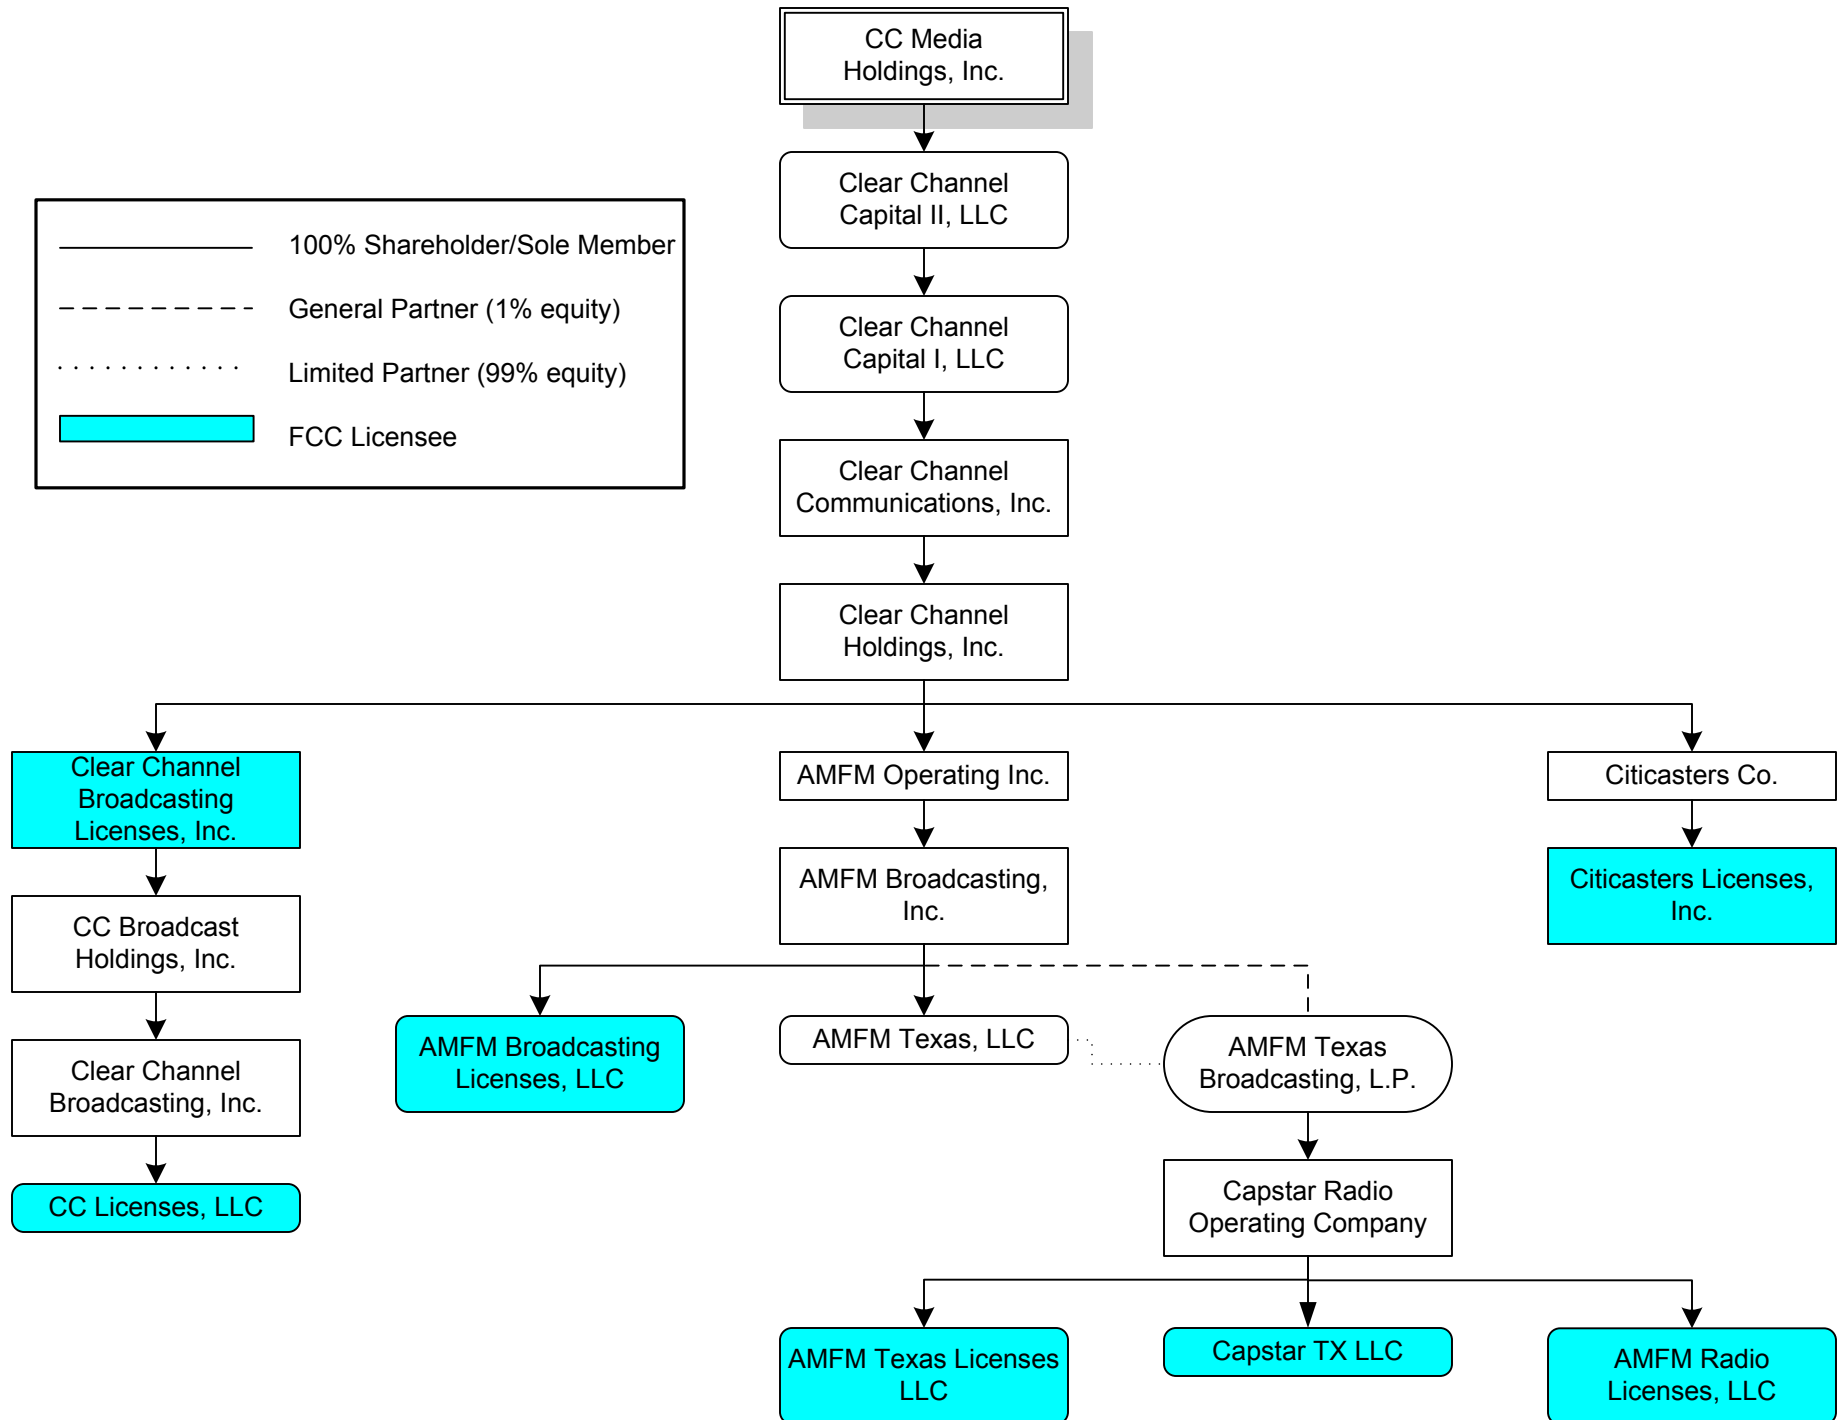 CC Media
Holdings, Inc.
Clear Channel
Capital II, LLC
100% Shareholder/Sole Member
General Partner (1% equity)
Limited Partner (99% equity)
FCC Licensee
Clear Channel
Capital I, LLC
Clear Channel
Communications, Inc.
Clear Channel
Holdings, Inc.
Clear Channel
Broadcasting
Licenses, Inc.
AMFM Operating Inc.
Citicasters Co.
CC Broadcast
Holdings, Inc.
AMFM Broadcasting,
Inc.
Citicasters Licenses,
Inc.
Clear Channel
Broadcasting, Inc.
AMFM Broadcasting
Licenses, LLC
AMFM Texas, LLC
AMFM Texas
Broadcasting, L.P.
CC Licenses, LLC
Capstar Radio
Operating Company
AMFM Texas Licenses
LLC
Capstar TX LLC
AMFM Radio
Licenses, LLC